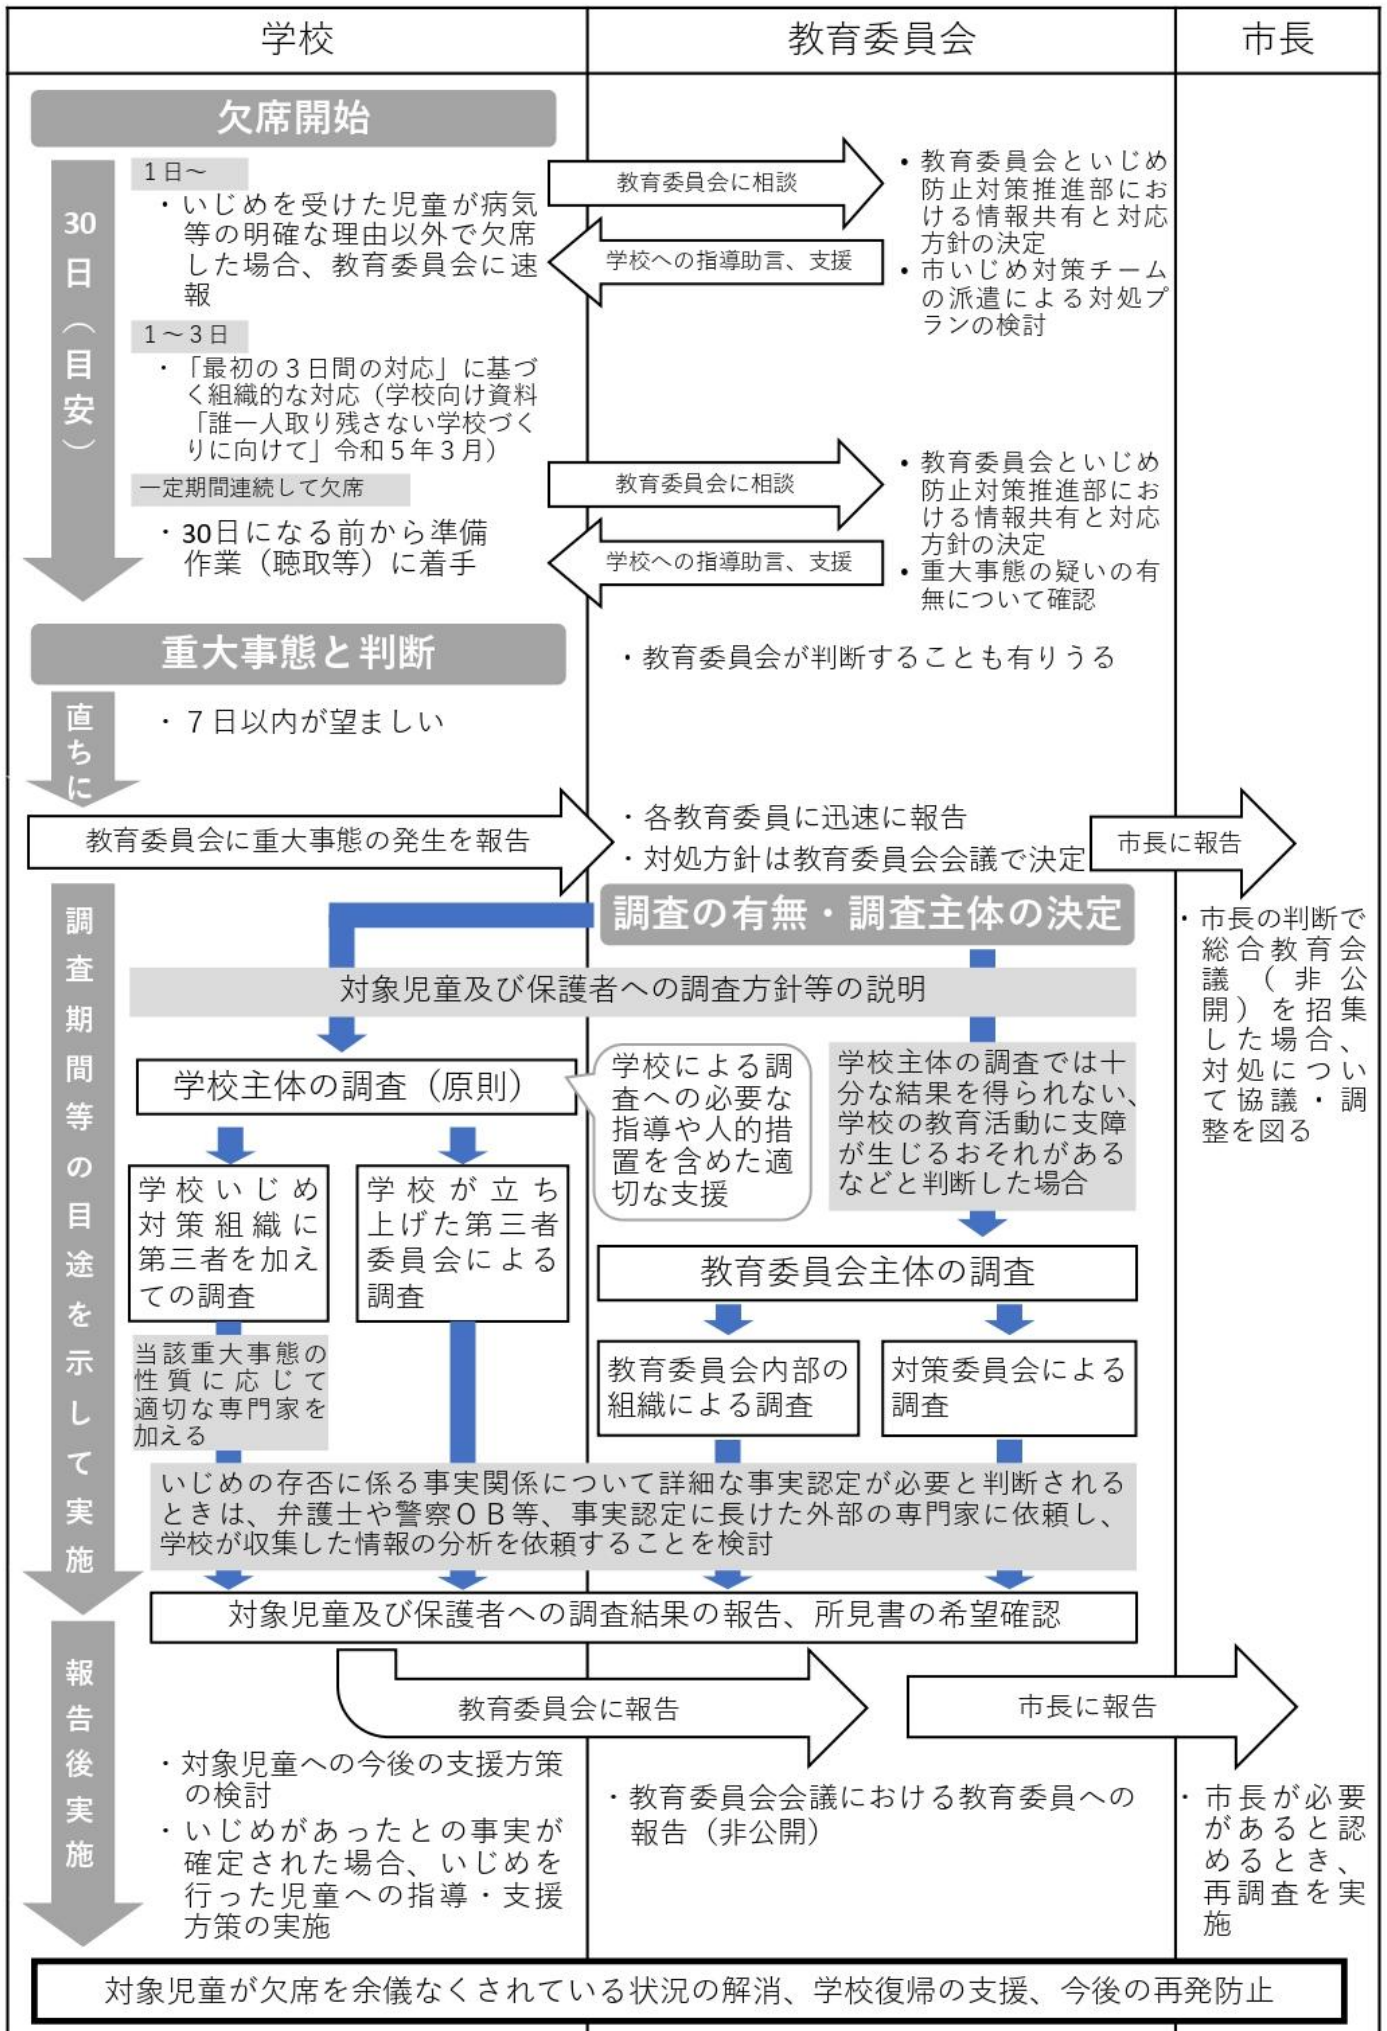 学校
教育委員会
市長
欠席開始
30日（目安）
１日～
・いじめを受けた児童が病気
等の明確な理由以外で欠席
した場合、教育委員会に速
報
教育委員会に相談
学校への指導助言、支援
• 教育委員会といじめ
防止対策推進部にお
ける情報共有と対応
方針の決定
• 市いじめ対策チーム
の派遣による対処プ
ランの検討
１～３日
・「最初の３日間の対応」に基づ
く組織的な対応（学校向け資料
「誰一人取り残さない学校づく
りに向けて」令和５年３月）
一定期間連続して欠席
・30日になる前から準備
作業（聴取等）に着手
教育委員会に相談
学校への指導助言、支援
• 教育委員会といじめ
防止対策推進部にお
ける情報共有と対応
方針の決定
• 重大事態の疑いの有
無について確認
重大事態と判断
・教育委員会が判断することも有りうる
直ちに
・７日以内が望ましい
教育委員会に重大事態の発生を報告
・各教育委員に迅速に報告
・対処方針は教育委員会会議で決定
市長に報告
調査期間等の目途を示して実施
調査の有無・調査主体の決定
・市長の判断で
総合教育会
議（非公
開）を招集
した場合、
対処につい
て協議・調
整を図る
対象児童及び保護者への調査方針等の説明
学校主体の調査（原則）
学校による調
査への必要な
指導や人的措
置を含めた適
切な支援
学校主体の調査では十
分な結果を得られない、
学校の教育活動に支障
が生じるおそれがある
などと判断した場合
学校いじめ
対策組織に
第三者を加え
ての調査
学校が立ち
上げた第三者
委員会による
調査
教育委員会主体の調査
当該重大事態の
性質に応じて
適切な専門家を
加える
教育委員会内部の
組織による調査
対策委員会による
調査
いじめの存否に係る事実関係について詳細な事実認定が必要と判断される
ときは、弁護士や警察ＯＢ等、事実認定に長けた外部の専門家に依頼し、
学校が収集した情報の分析を依頼することを検討
対象児童及び保護者への調査結果の報告、所見書の希望確認
報告後実施
教育委員会に報告
市長に報告
・対象児童への今後の支援方策
の検討
・いじめがあったとの事実が
確定された場合、いじめを
行った児童への指導・支援
方策の実施
・教育委員会会議における教育委員への
報告（非公開）
・市長が必要
があると認
めるとき、
再調査を実
施
対象児童が欠席を余儀なくされている状況の解消、学校復帰の支援、今後の再発防止